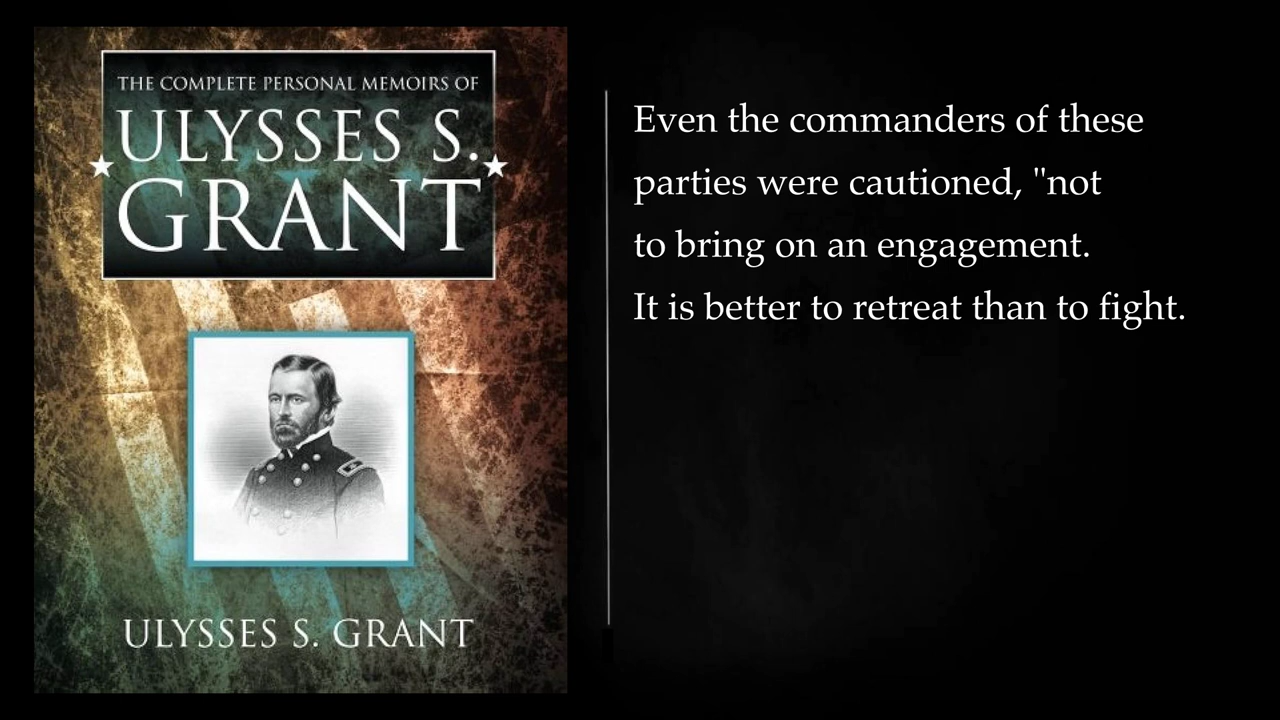 THE COMPLETE PERSONAL MEMOIRS OF
ULYSSES S.
GRANT
ULYSSES S. GRANT
Even the commanders of these
parties were cautioned, "not
to bring on an engagement.
It is better to retreat than to fight.